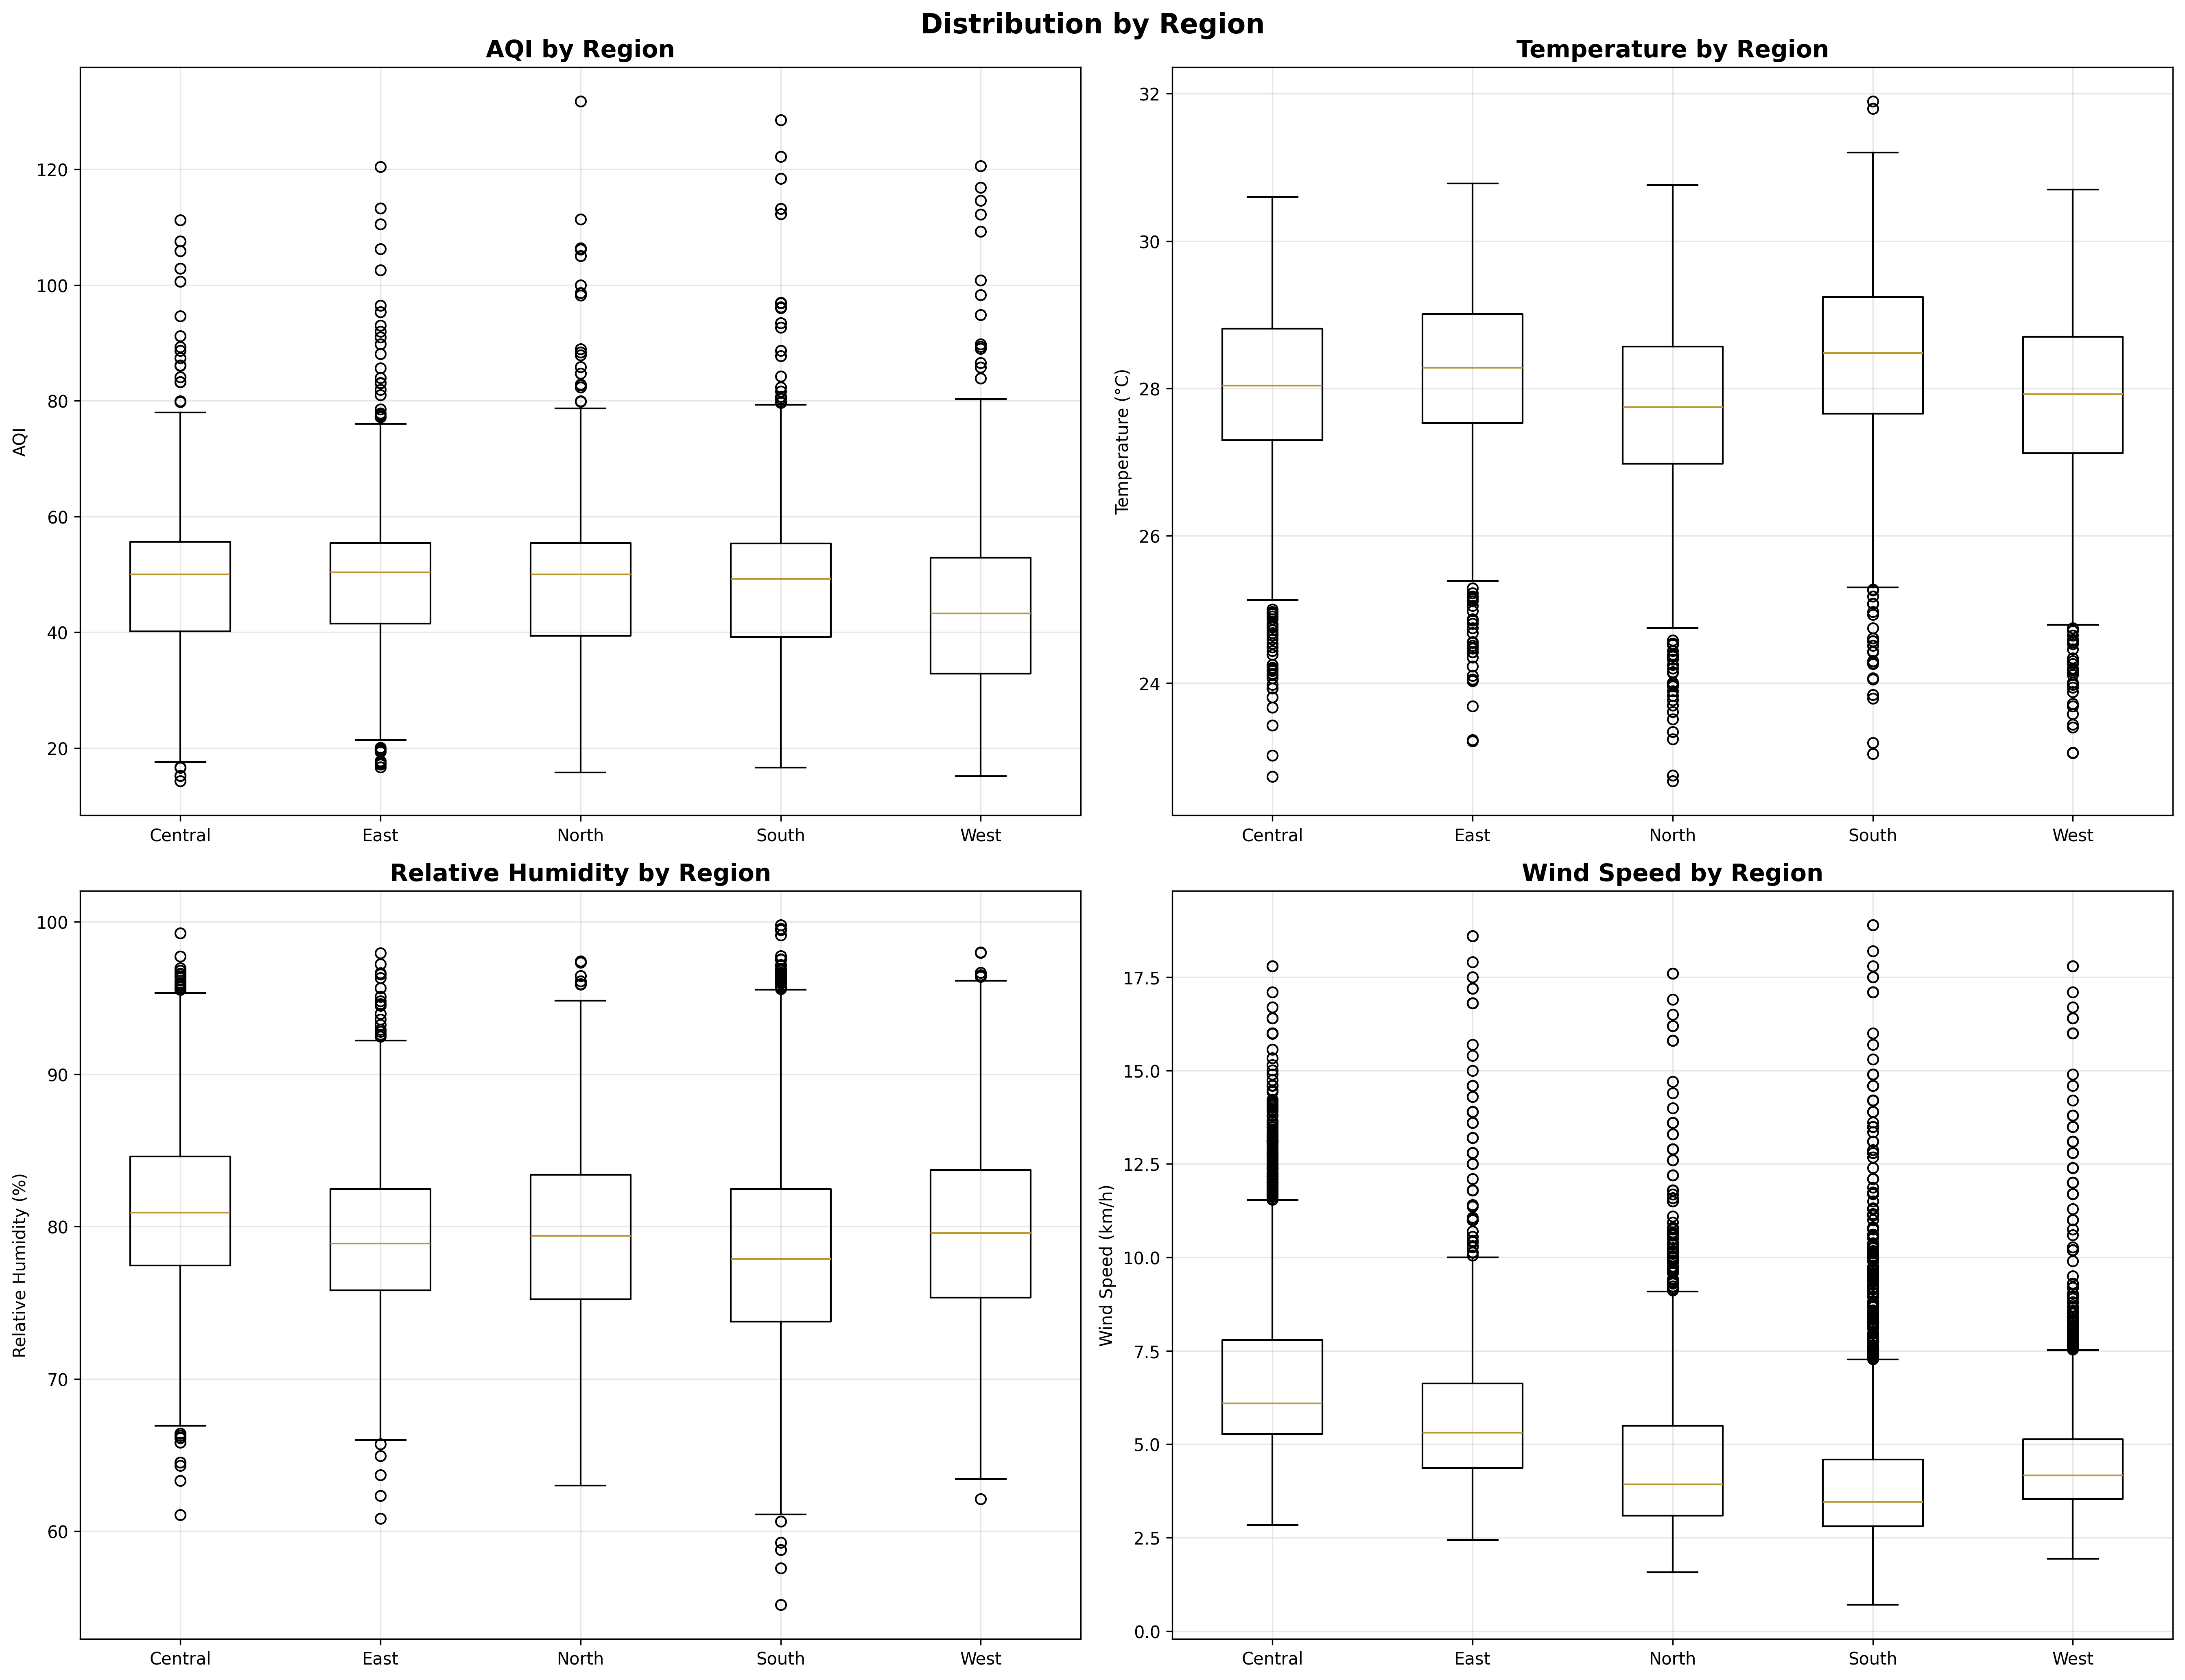 Distribution by Region
AQI by Region
AQI
120
100
80
60
40
20
Central East North South West
Temperature by Region
Temperature (°C)
32
30
28
26
24
Central East North South West
Relative Humidity by Region
Relative Humidity (%)
100
90
80
70
60
Central East North South West
Wind Speed by Region
Wind Speed (km/h)
17.5
15.0
12.5
10.0
7.5
5.0
2.5
0.0
Central East North South West